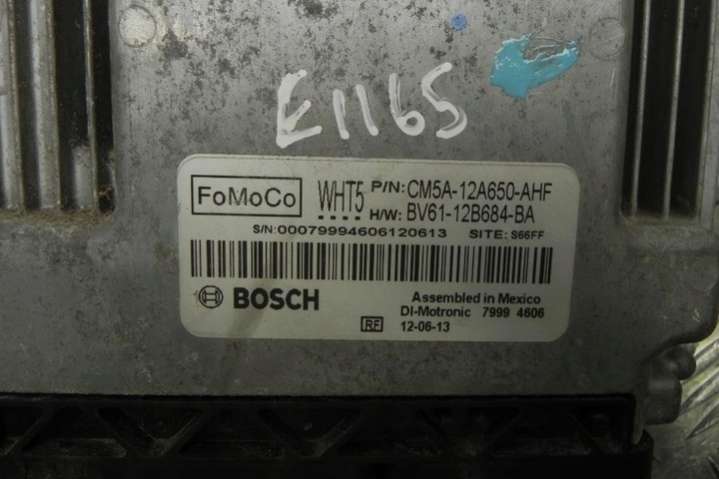 E1165
FoMoCo WHT5 P/N: CM5A-12A650-AHF
H/W: BV61-12B684-BA
S/N:00079994606120613 SITE: S66FF
BOSCH Assembled in Mexico
DI-Motronic 7999 4606
RF 12-06-13